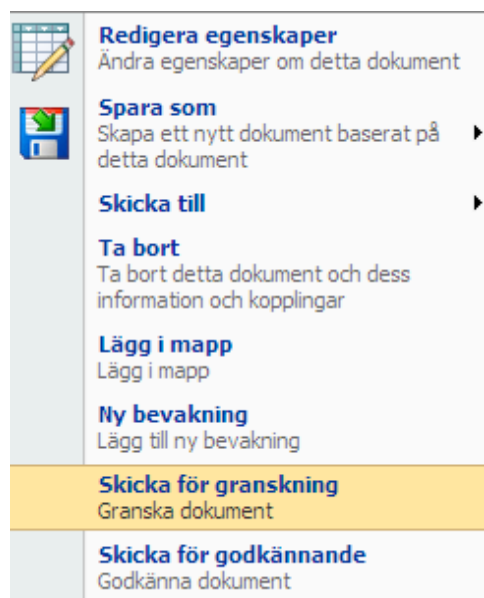 Redigera egenskaper
Ändra egenskaper om detta dokument
Spara som
Skapa ett nytt dokument baserat på
detta dokument
Skicka till
Ta bort
Ta bort detta dokument och dess
information och kopplingar
Lägg i mapp
Lägg i mapp
Ny bevakning
Lägg till ny bevakning
Skicka för granskning
Granska dokument
Skicka för godkännande
Godkänna dokument